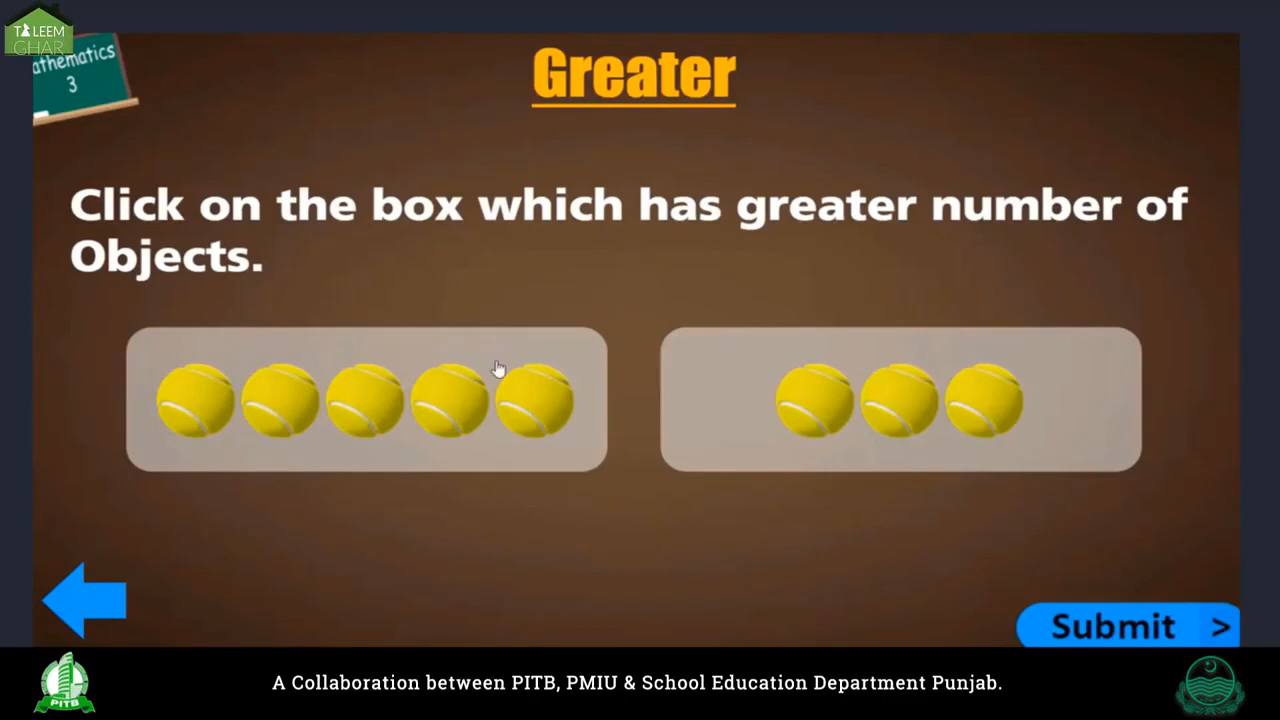 TALEEM
GHAR
athematics
3
Greater
Click on the box which has greater number of
Objects.
Submit >
PITB
A Collaboration between PITB, PMIU & School Education Department Punjab.